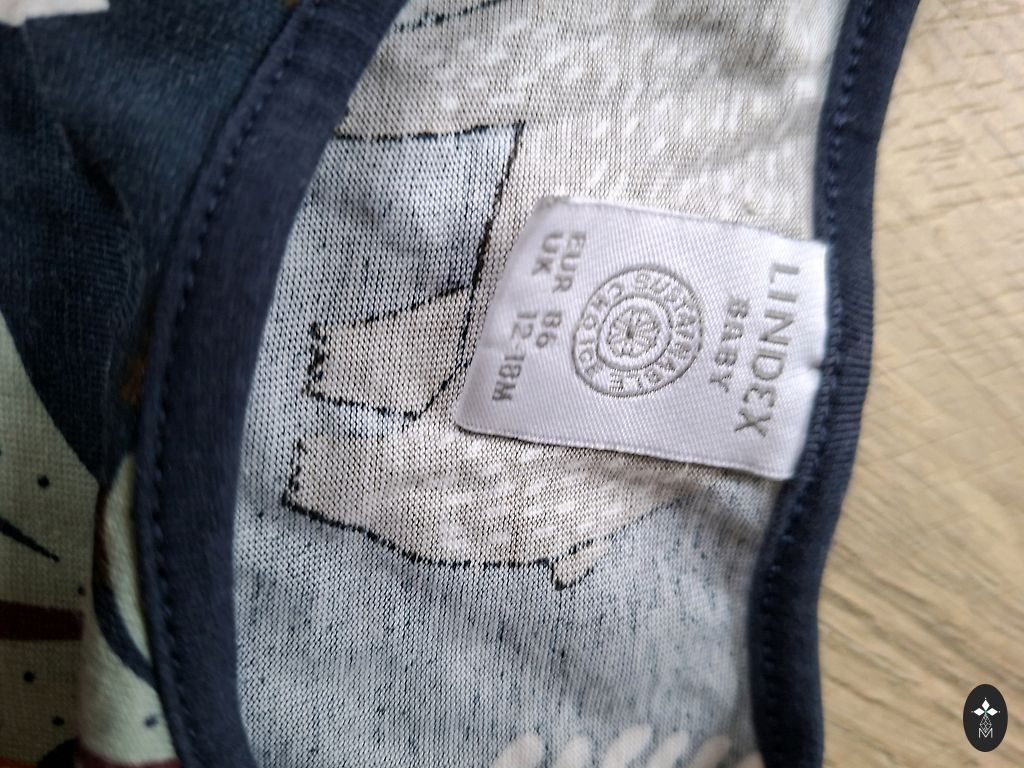 LINDEX
BABY
SUSTAINABLE CHOICE
EUR 86
UK 12-18M
M